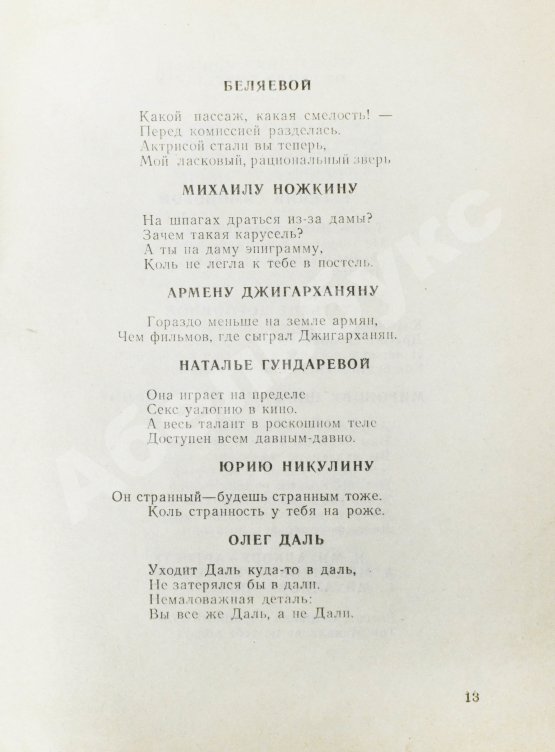 БЕЛЯЕВОЙ
Какой пассаж, какая смелость! —
Перед комиссией разделась.
Актрисой стали вы теперь,
Мой ласковый, рациональный зверь
МИХАИЛУ НОЖКИНУ
На шпагах драться из-за дамы?
Зачем такая карусель?
А ты на даму эпиграмму,
Коль не легла к тебе в постель.
АРМЕНУ ДЖИГАРХАНЯНУ
Гораздо меньше на земле армян,
Чем фильмов, где сыграл Джигарханян.
НАТАЛЬЕ ГУНДАРЕВОЙ
Она играет на пределе
Секс уалогию в кино.
А весь талант в роскошном теле
Доступен всем давным-давно.
ЮРИЮ НИКУЛИНУ
Он странный—будешь странным тоже.
Коль странность у тебя на роже.
ОЛЕГ ДАЛЬ
Уходит Даль куда-то в даль,
Не затерялся бы в дали.
Немаловажная деталь:
Вы все же Даль, а не Дали.
13